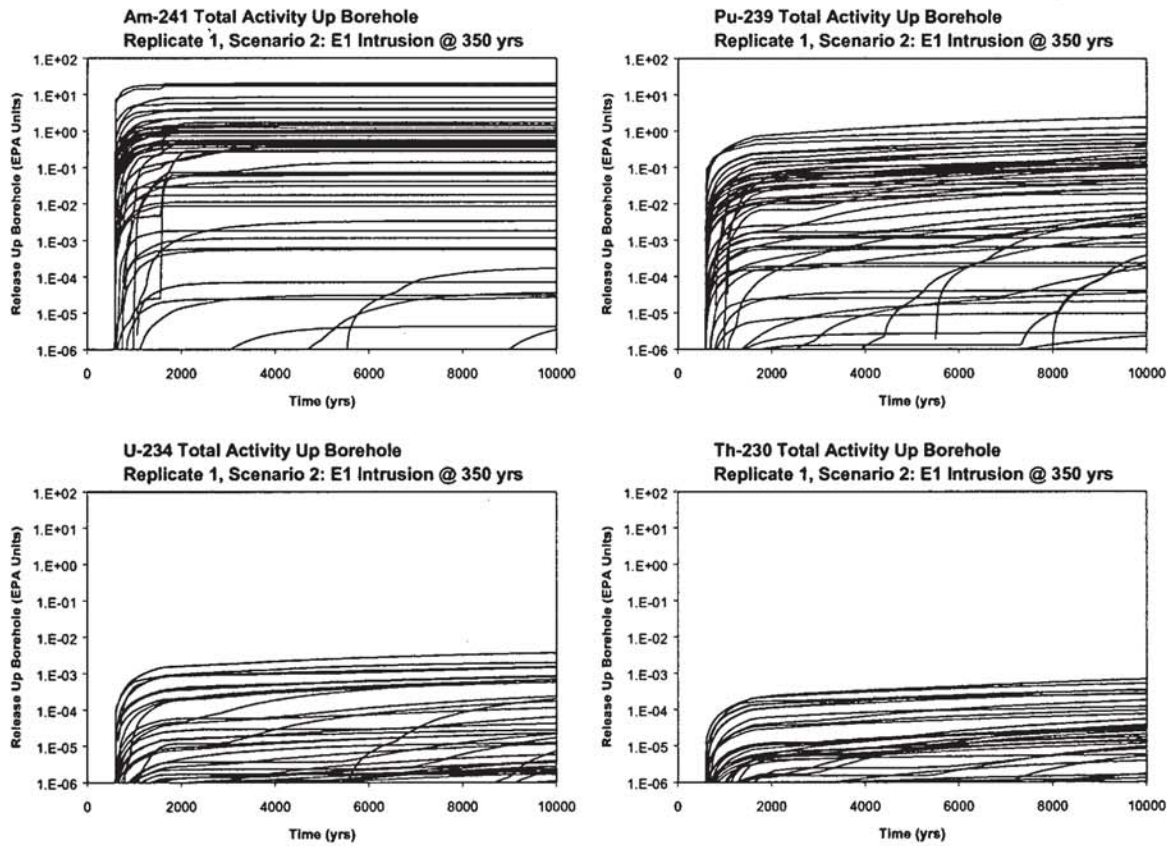 Am-241 Total Activity Up Borehole
Replicate 1, Scenario 2: E1 Intrusion @ 350 yrs
Release Up Borehole (EPA Units)
1.E+02
1.E+01
1.E+00
1.E-01
1.E-02
1.E-03
1.E-04
1.E-05
1.E-06
0 2000 4000 6000 8000 10000
Time (yrs)
Pu-239 Total Activity Up Borehole
Replicate 1, Scenario 2: E1 Intrusion @ 350 yrs
Release Up Borehole (EPA Units)
1.E+02
1.E+01
1.E+00
1.E-01
1.E-02
1.E-03
1.E-04
1.E-05
1.E-06
0 2000 4000 6000 8000 10000
Time (yrs)
U-234 Total Activity Up Borehole
Replicate 1, Scenario 2: E1 Intrusion @ 350 yrs
Release Up Borehole (EPA Units)
1.E+02
1.E+01
1.E+00
1.E-01
1.E-02
1.E-03
1.E-04
1.E-05
1.E-06
0 2000 4000 6000 8000 10000
Time (yrs)
Th-230 Total Activity Up Borehole
Replicate 1, Scenario 2: E1 Intrusion @ 350 yrs
Release Up Borehole (EPA Units)
1.E+02
1.E+01
1.E+00
1.E-01
1.E-02
1.E-03
1.E-04
1.E-05
1.E-06
0 2000 4000 6000 8000 10000
Time (yrs)